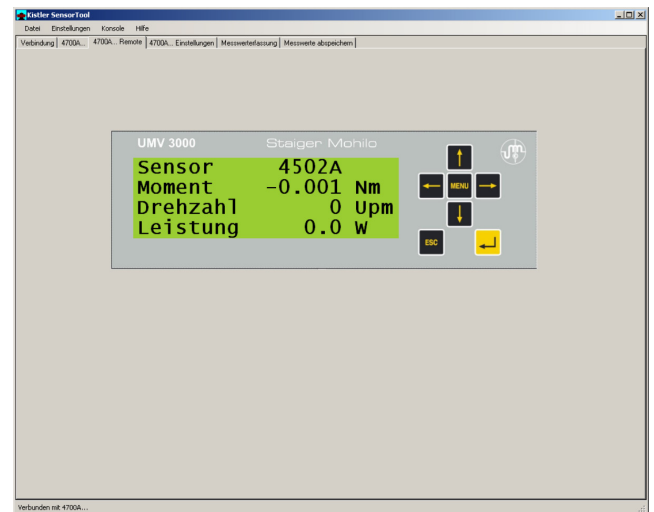 Kistler SensorTool
Datei Einstellungen Konsole Hilfe
Verbindung 4700A... 4700A... Remote 4700A... Einstellungen Messwerterfassung Messwerte abspeichern
UMV 3000 Staiger Mohilo
Sensor 4502A
Moment -0.001 Nm
Drehzahl 0 Upm
Leistung 0.0 W
MENU
ESC
Verbunden mit 4700A...